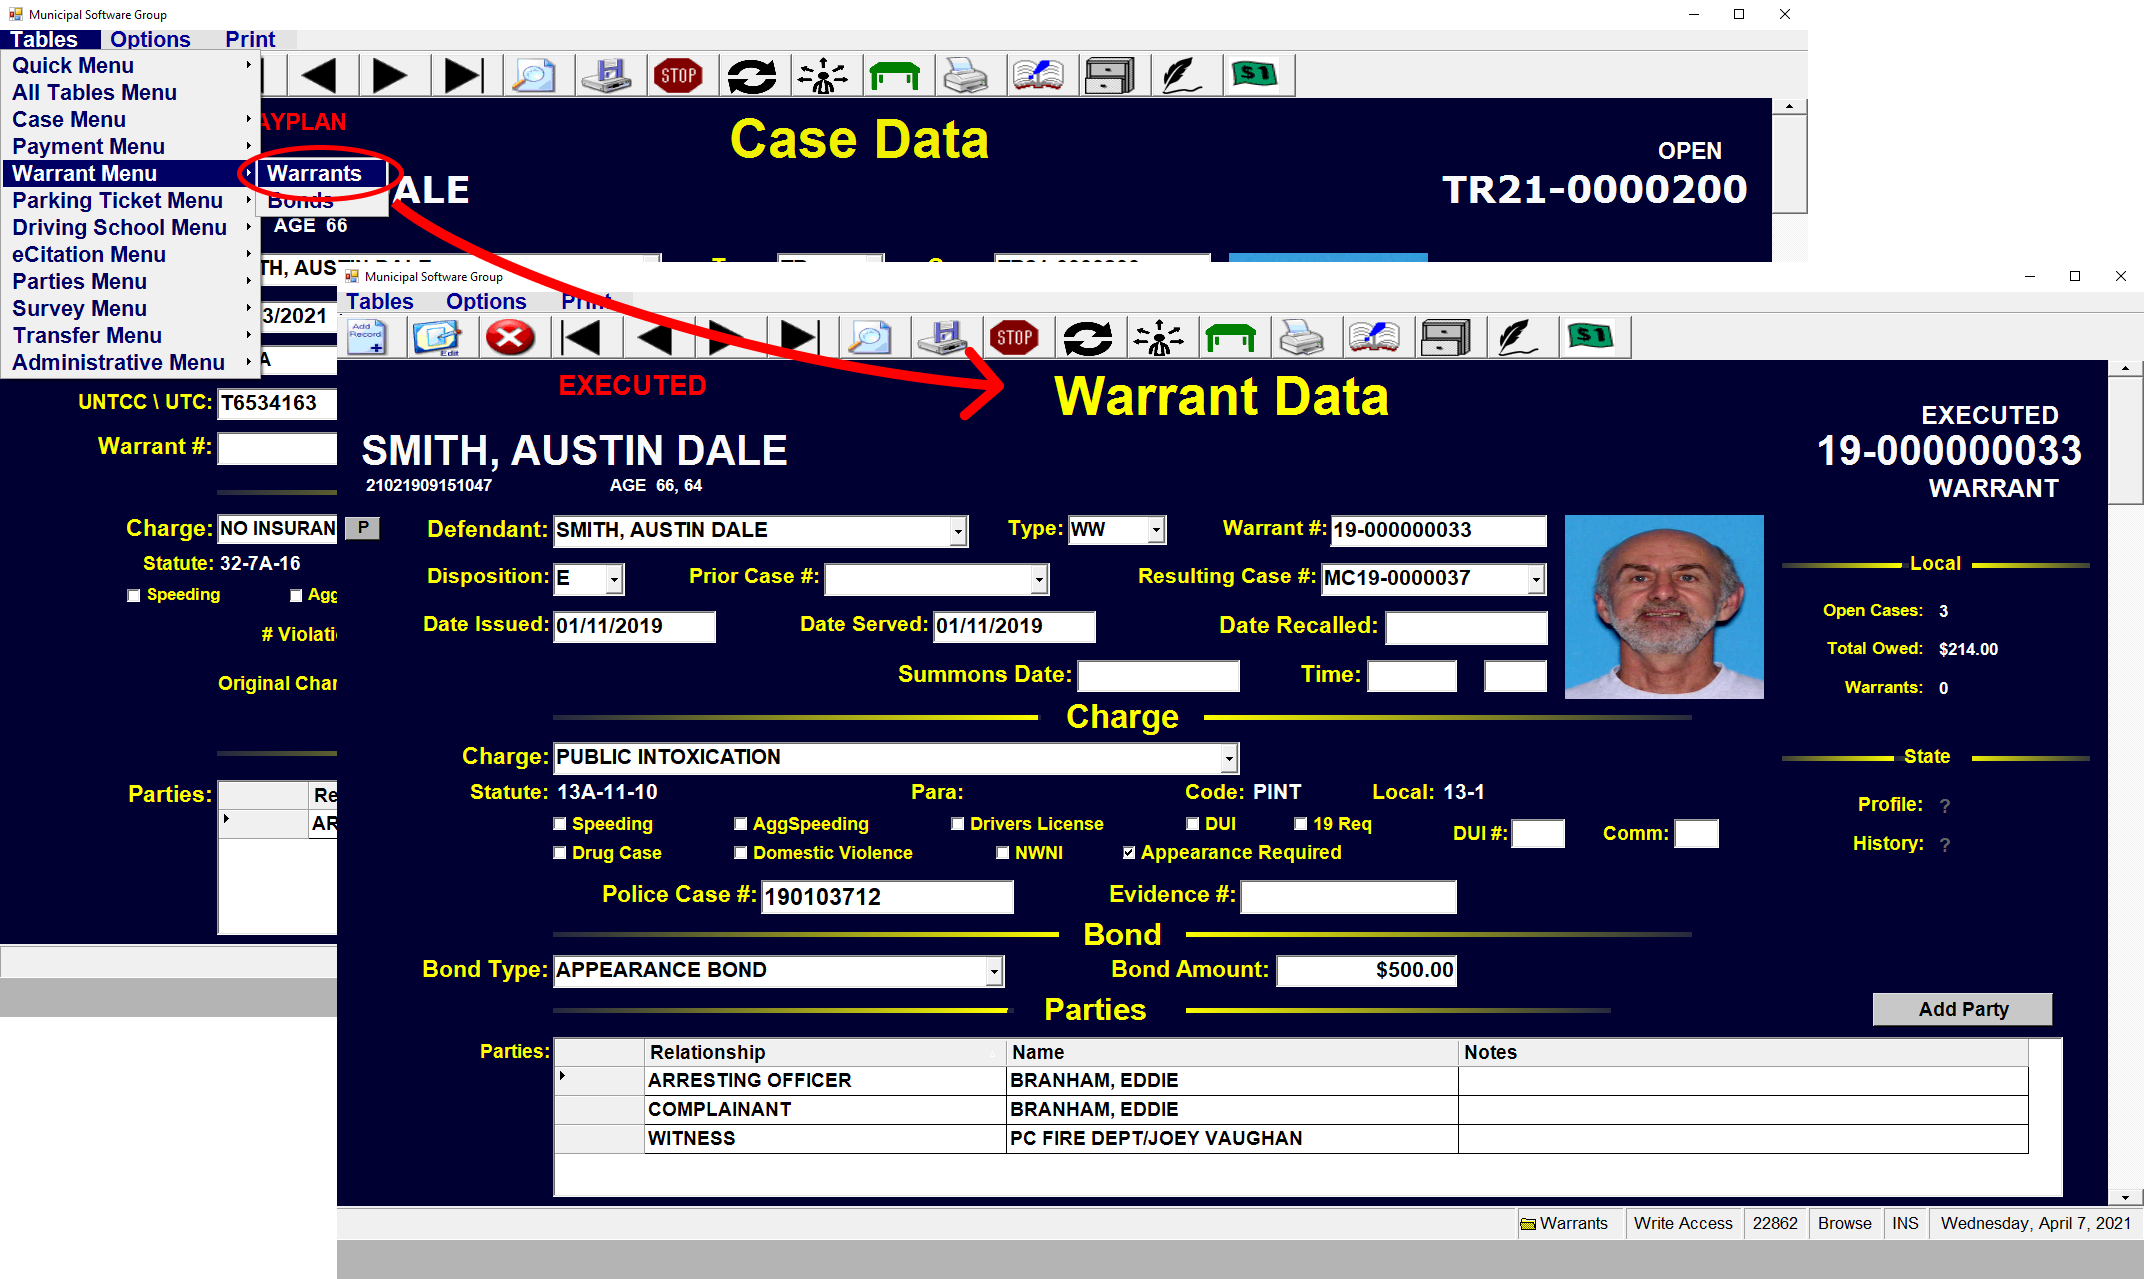 Municipal Software Group
Tables Options Print
Quick Menu
All Tables Menu
Case Menu
Payment Menu
Warrant Menu
Parking Ticket Menu
Driving School Menu
eCitation Menu
Parties Menu
Survey Menu
Transfer Menu
Administrative Menu
Warrants
Bonds
STOP
$1
AYPLAN
Case Data
OPEN
ALE
TR21-0000200
AGE 66
TH, AUS
3/2021
A
UNTCC \ UTC: T6534163
Warrant #:
Charge: NO INSURAN
Statute: 32-7A-16
Speeding Agg
# Violati
Original Char
Parties: Re
AR
Municipal Software Group
Tables Options Print
Add Record
Edit
STOP
$1
EXECUTED
Warrant Data
EXECUTED
SMITH, AUSTIN DALE
19-000000033
21021909151047 AGE 66, 64
WARRANT
P
Defendant: SMITH, AUSTIN DALE Type: WW Warrant #: 19-000000033
Disposition: E Prior Case #: Resulting Case #: MC19-0000037
Date Issued: 01/11/2019 Date Served: 01/11/2019 Date Recalled:
Summons Date: Time:
Local
Open Cases: 3
Total Owed: $214.00
Warrants: 0
State
Profile: ?
History: ?
Charge
Charge: PUBLIC INTOXICATION
Statute: 13A-11-10 Para: Code: PINT Local: 13-1
Speeding AggSpeeding Drivers License DUI 19 Req DUI #: Comm:
Drug Case Domestic Violence NWNI Appearance Required
Police Case #: 190103712 Evidence #:
Bond
Bond Type: APPEARANCE BOND Bond Amount: $500.00
Parties
Add Party
Parties: Relationship Name Notes
ARRESTING OFFICER BRANHAM, EDDIE
COMPLAINANT BRANHAM, EDDIE
WITNESS PC FIRE DEPT/JOEY VAUGHAN
Warrants Write Access 22862 Browse INS Wednesday, April 7, 2021